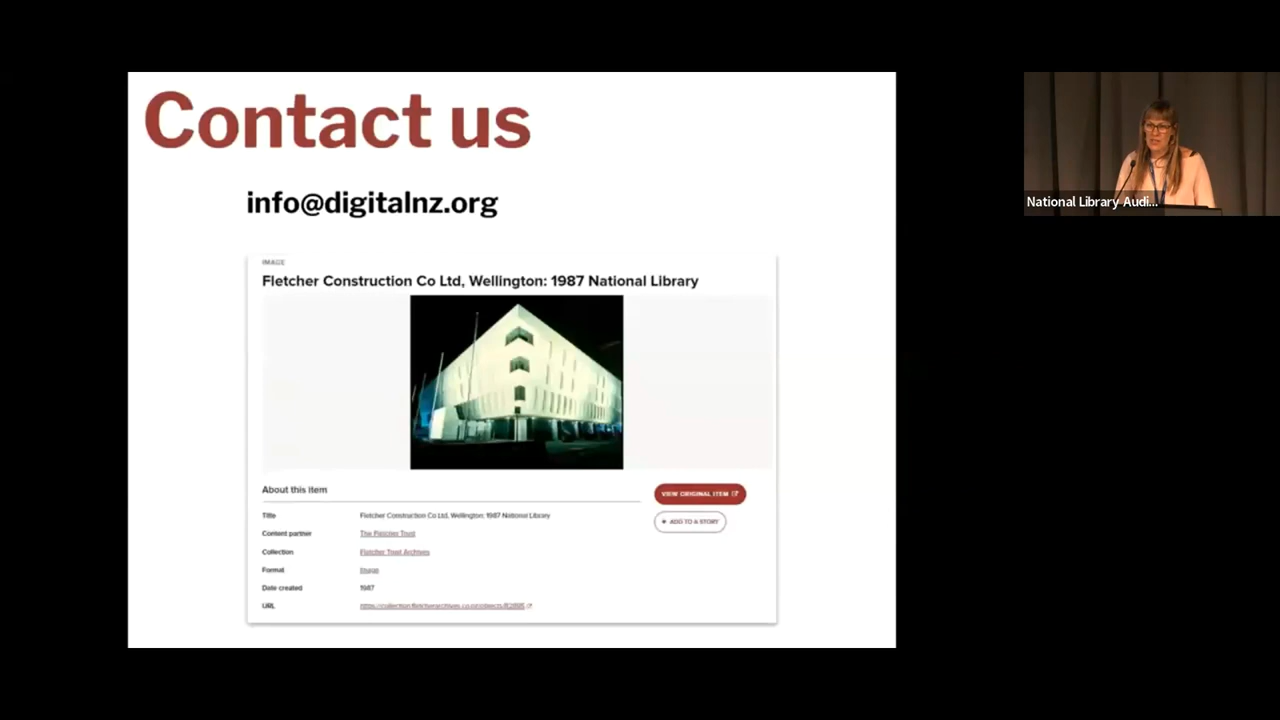 Contact us
info@digitalnz.org
IMAGE
Fletcher Construction Co Ltd, Wellington: 1987 National Library
About this item
VIEW ORIGINAL ITEM
+ ADD TO A STORY
Title Fletcher Construction Co Ltd, Wellington: 1987 National Library
Content partner The Fletcher Trust
Collection Fletcher Trust Archives
Format Image
Date created 1987
URL
National Library Audi...